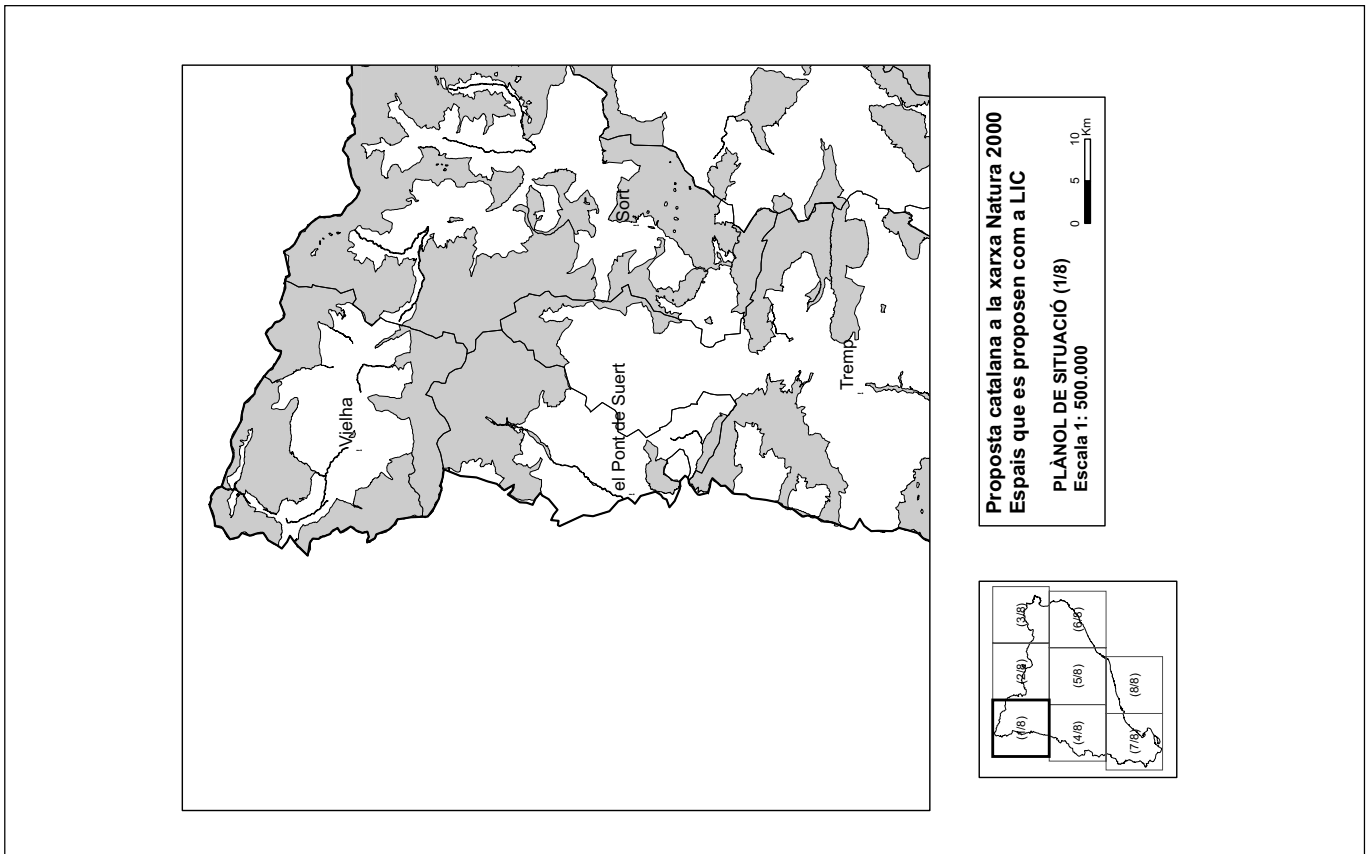 Vielha
Sort
el Pont de Suert
Tremp
Proposta catalana a la xarxa Natura 2000
Espais que es proposen com a LIC
PLÀNOL DE SITUACIÓ (1/8)
Escala 1: 500.000
0 5 10
Km
(1/8) (2/8) (3/8)
(4/8) (5/8) (6/8)
(7/8) (8/8)